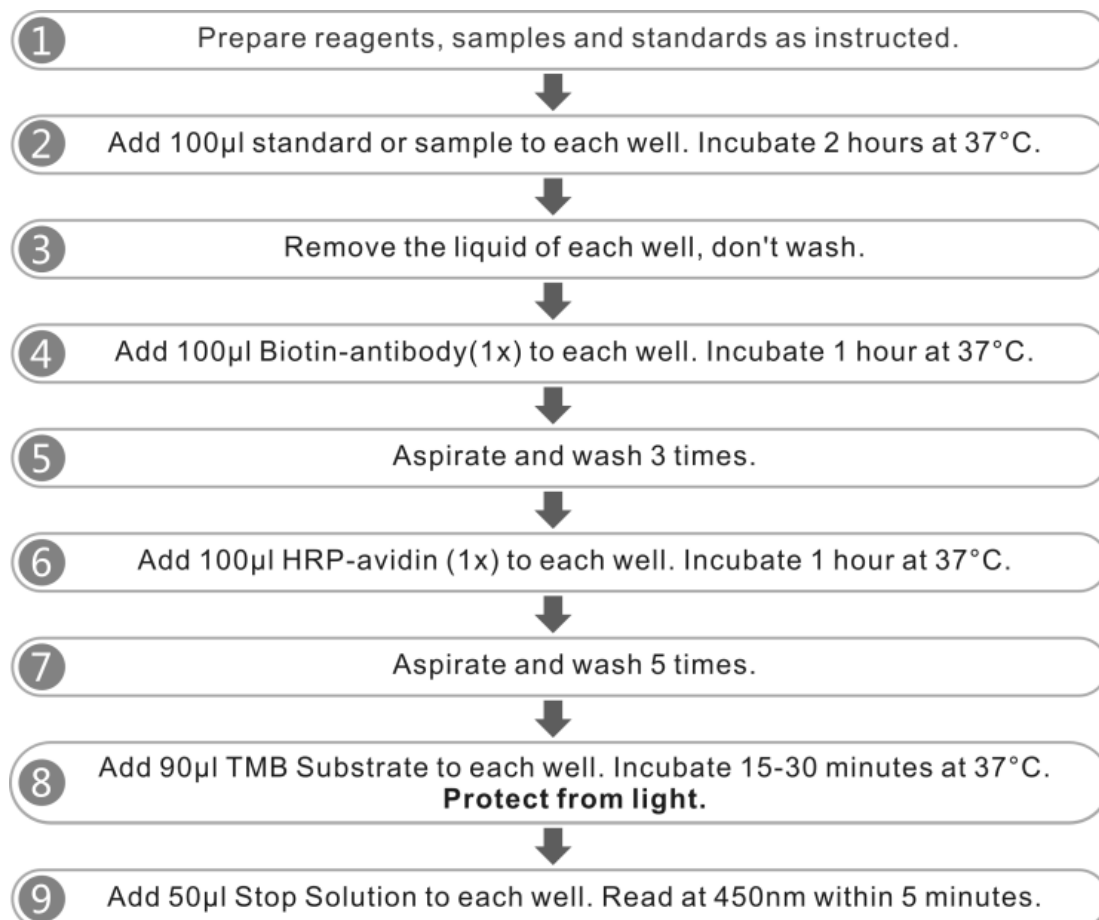 1 Prepare reagents, samples and standards as instructed.
2 Add 100µl standard or sample to each well. Incubate 2 hours at 37°C.
3 Remove the liquid of each well, don't wash.
4 Add 100µl Biotin-antibody(1x) to each well. Incubate 1 hour at 37°C.
5 Aspirate and wash 3 times.
6 Add 100µl HRP-avidin (1x) to each well. Incubate 1 hour at 37°C.
7 Aspirate and wash 5 times.
8 Add 90µl TMB Substrate to each well. Incubate 15-30 minutes at 37°C.
Protect from light.
9 Add 50µl Stop Solution to each well. Read at 450nm within 5 minutes.